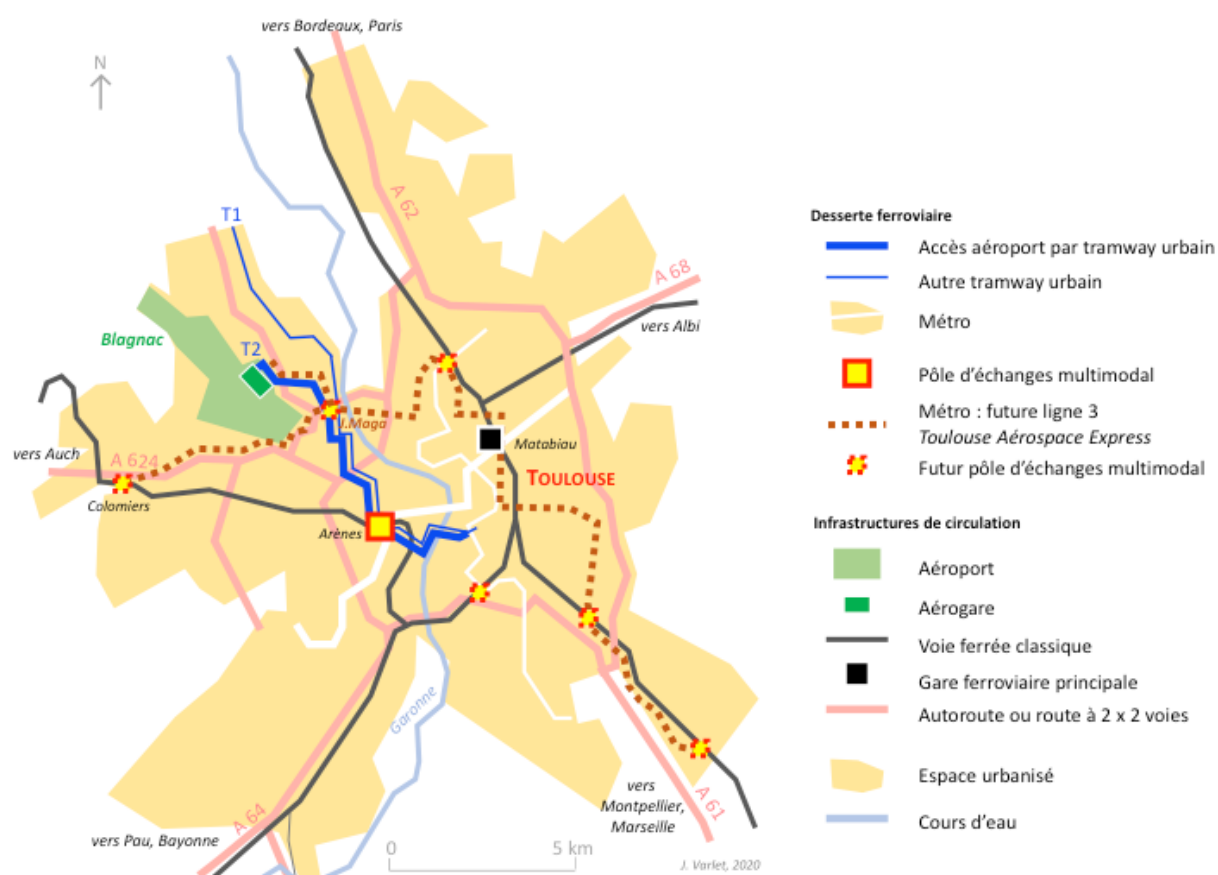 vers Bordeaux, Paris
N
A 62
T1
A 68
vers Albi
Blagnac
T2
J.Maga
Matabiau
vers Auch
A 624
TOULOUSE
Colomiers
Arènes
Garonne
vers
Montpellier,
Marseille
A 61
A 64
vers Pau, Bayonne
0 5 km
J. Varlet, 2020
Desserte ferroviaire
Accès aéroport par tramway urbain
Autre tramway urbain
Métro
Pôle d'échanges multimodal
Métro : future ligne 3
Toulouse Aérospace Express
Futur pôle d'échanges multimodal
Infrastructures de circulation
Aéroport
Aérogare
Voie ferrée classique
Gare ferroviaire principale
Autoroute ou route à 2 x 2 voies
Espace urbanisé
Cours d'eau